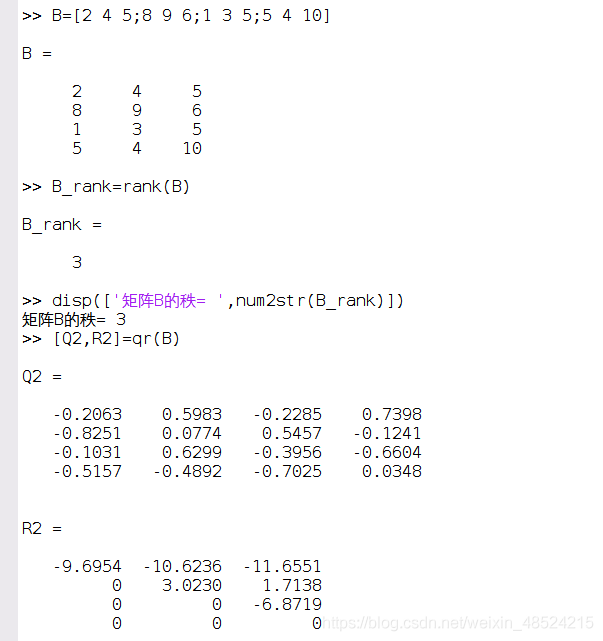 >> B=[2 4 5;8 9 6;1 3 5;5 4 10]
B =
2 4 5
8 9 6
1 3 5
5 4 10
>> B_rank=rank(B)
B_rank =
3
>> disp(['矩阵B的秩= ',num2str(B_rank)])
矩阵B的秩= 3
>> [Q2,R2]=qr(B)
Q2 =
-0.2063 0.5983 -0.2285 0.7398
-0.8251 0.0774 0.5457 -0.1241
-0.1031 0.6299 -0.3956 -0.6604
-0.5157 -0.4892 -0.7025 0.0348
R2 =
-9.6954 -10.6236 -11.6551
0 3.0230 1.7138
0 0 -6.8719
0 0 0
https://blog.csdn.net/weixin_48524215